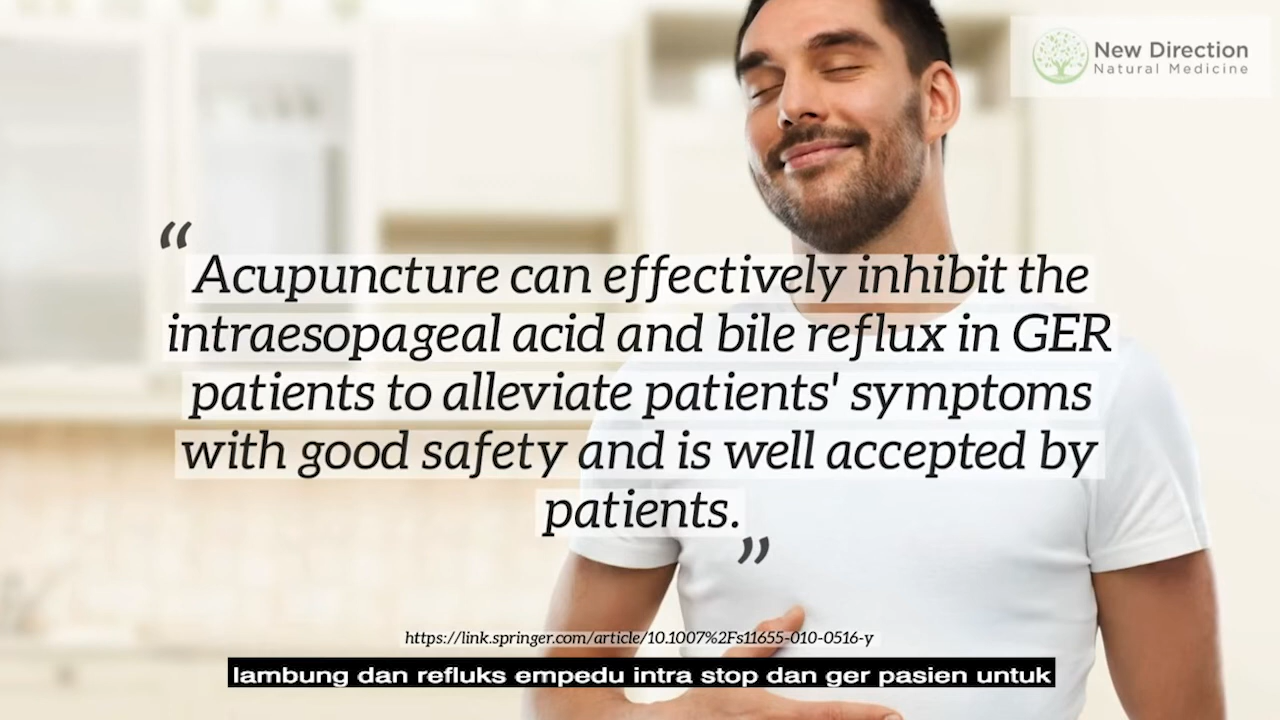 New Direction
Natural Medicine
“
Acupuncture can effectively inhibit the
intraesopageal acid and bile reflux in GER
patients to alleviate patients' symptoms
with good safety and is well accepted by
patients.
”
https://link.springer.com/article/10.1007%2Fs11655-010-0516-y
lambung dan refluks empedu intra stop dan ger pasien untuk